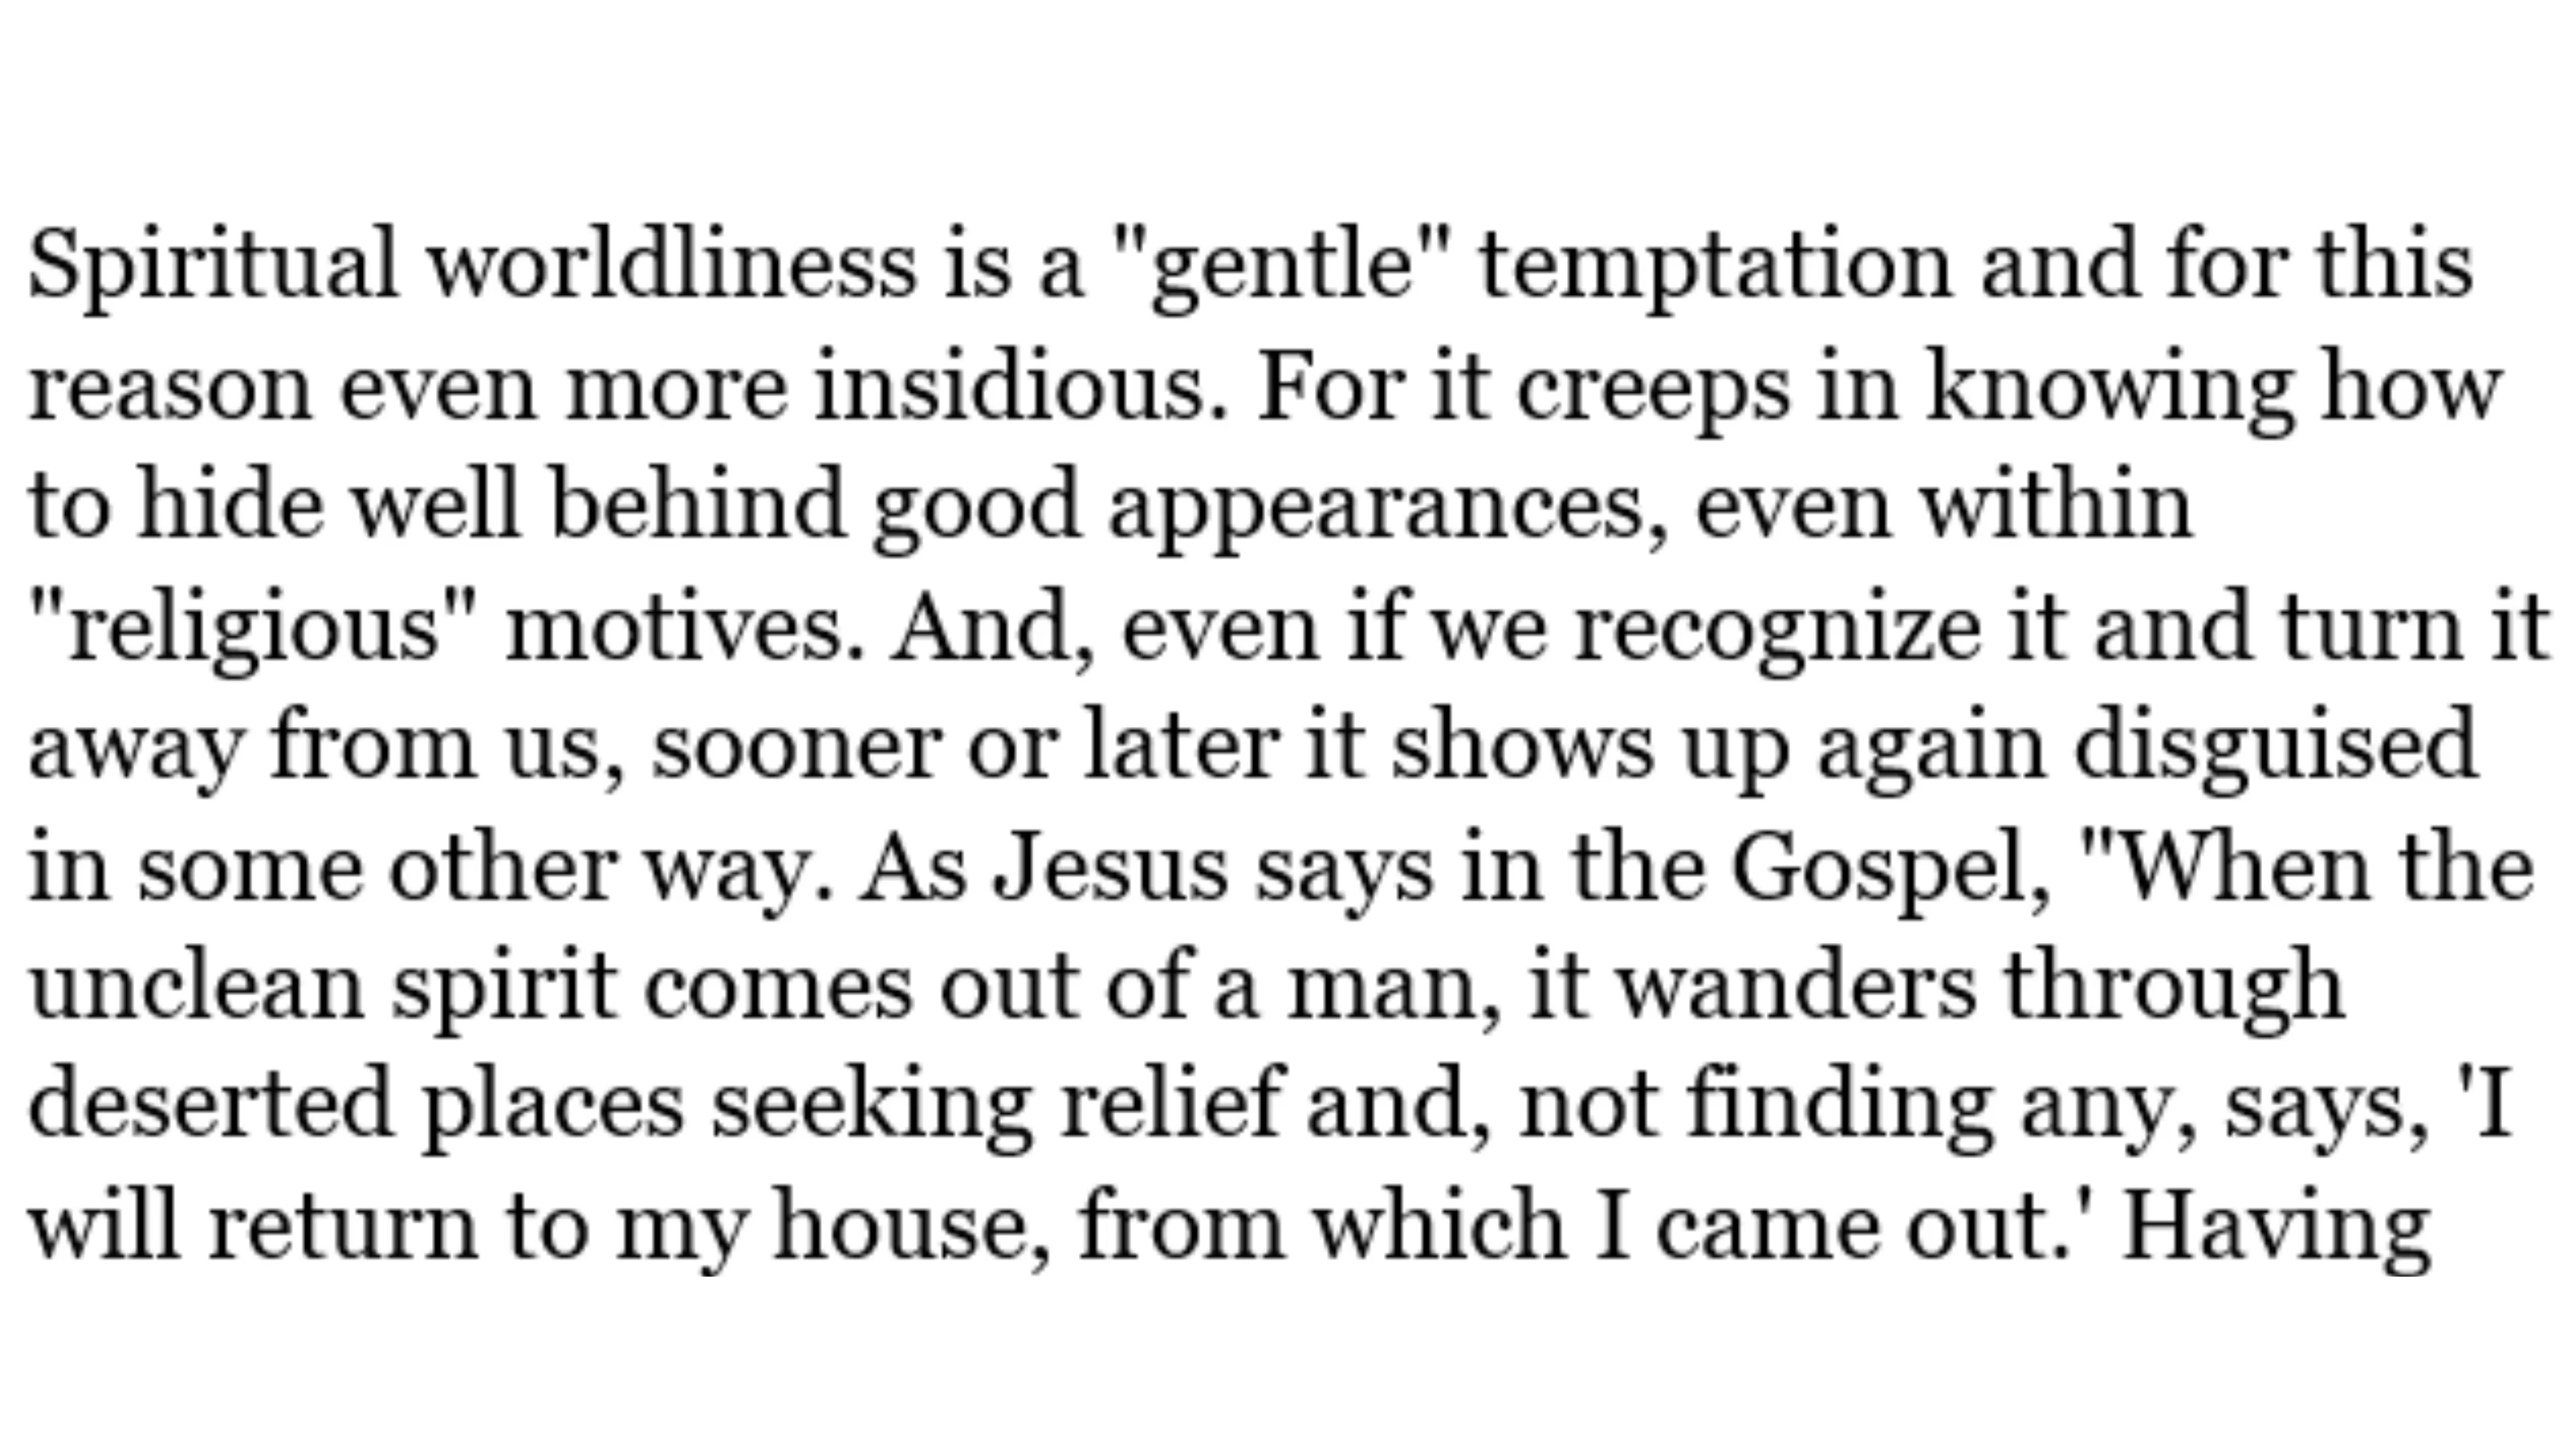 Spiritual worldliness is a "gentle" temptation and for this
reason even more insidious. For it creeps in knowing how
to hide well behind good appearances, even within
"religious" motives. And, even if we recognize it and turn it
away from us, sooner or later it shows up again disguised
in some other way. As Jesus says in the Gospel, "When the
unclean spirit comes out of a man, it wanders through
deserted places seeking relief and, not finding any, says, 'I
will return to my house, from which I came out.' Having